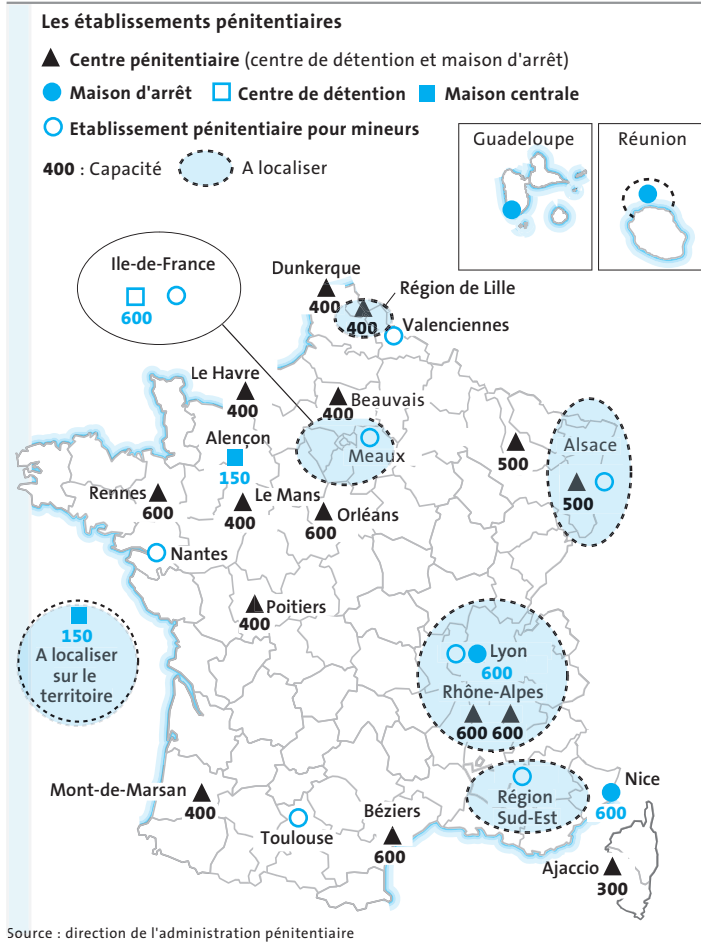 Les établissements pénitentiaires
Centre pénitentiaire (centre de détention et maison d'arrêt)
Maison d'arrêt Centre de détention Maison centrale
Etablissement pénitentiaire pour mineurs
400 : Capacité A localiser
Guadeloupe
Réunion
Ile-de-France
600
Dunkerque
400
Région de Lille
400
Valenciennes
Le Havre
400
Beauvais
400
Alençon
150
Meaux
500
Alsace
500
Rennes
600
Le Mans
400
Orléans
600
Nantes
Poitiers
400
150
A localiser
sur le
territoire
Lyon
600
Rhône-Alpes
600 600
Mont-de-Marsan
400
Toulouse
Béziers
600
Région
Sud-Est
Nice
600
Ajaccio
300
Source : direction de l'administration pénitentiaire